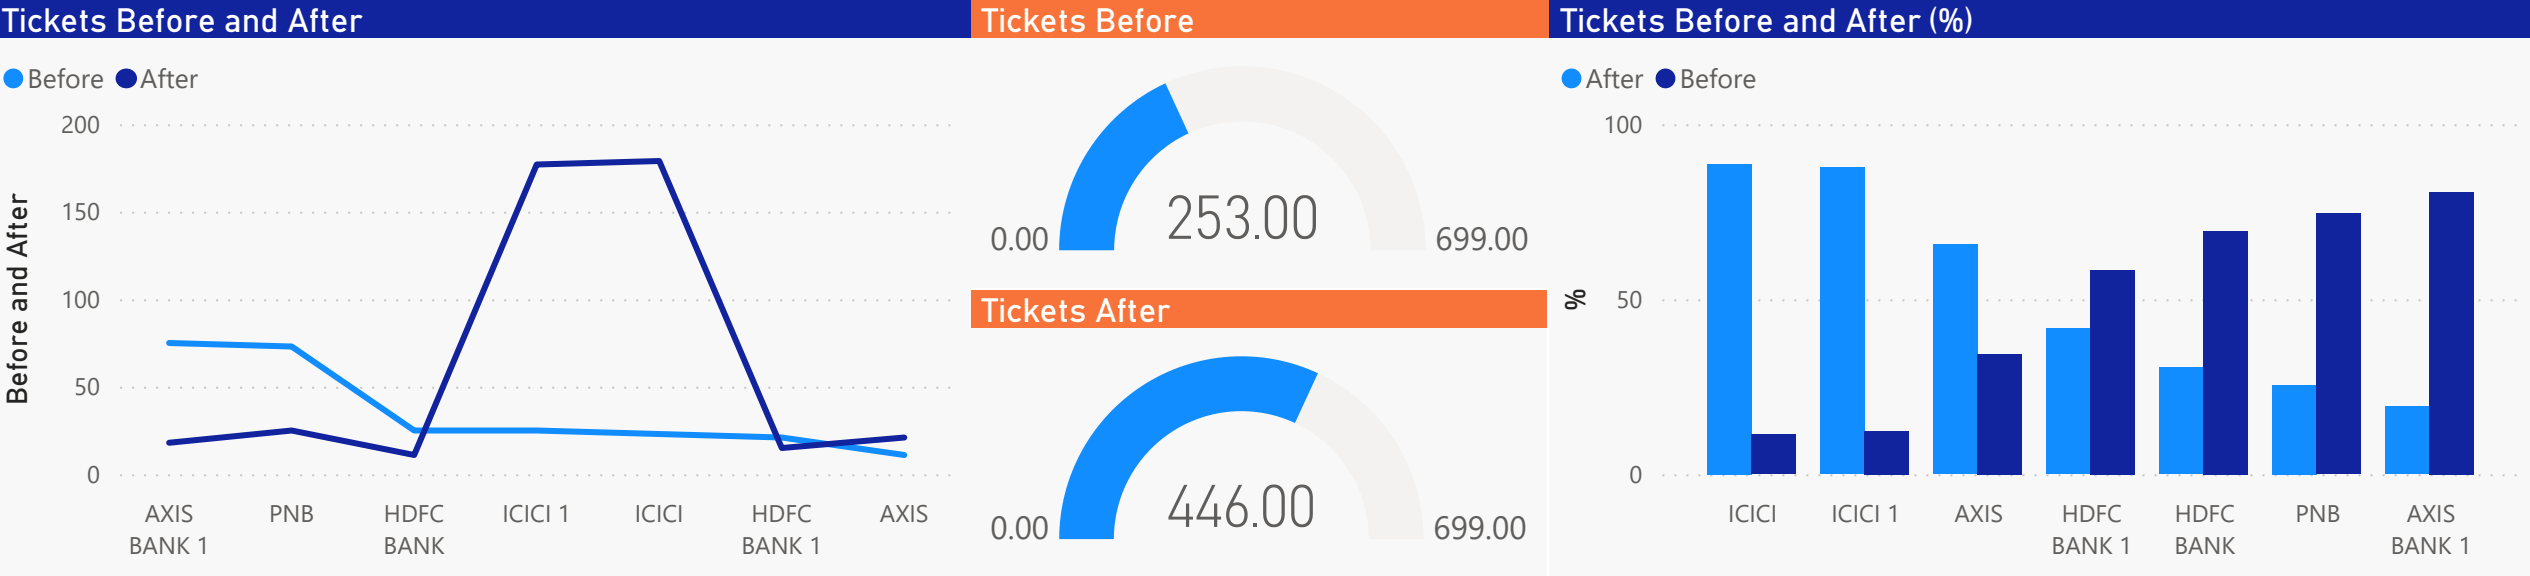 Tickets Before and After
Before After
Before and After
200
150
100
50
0
AXIS BANK 1
PNB
HDFC BANK
ICICI 1
ICICI
HDFC BANK 1
AXIS
Tickets Before
253.00
0.00
699.00
Tickets After
446.00
0.00
699.00
Tickets Before and After (%)
After Before
%
100
50
0
ICICI
ICICI 1
AXIS
HDFC BANK 1
HDFC BANK
PNB
AXIS BANK 1